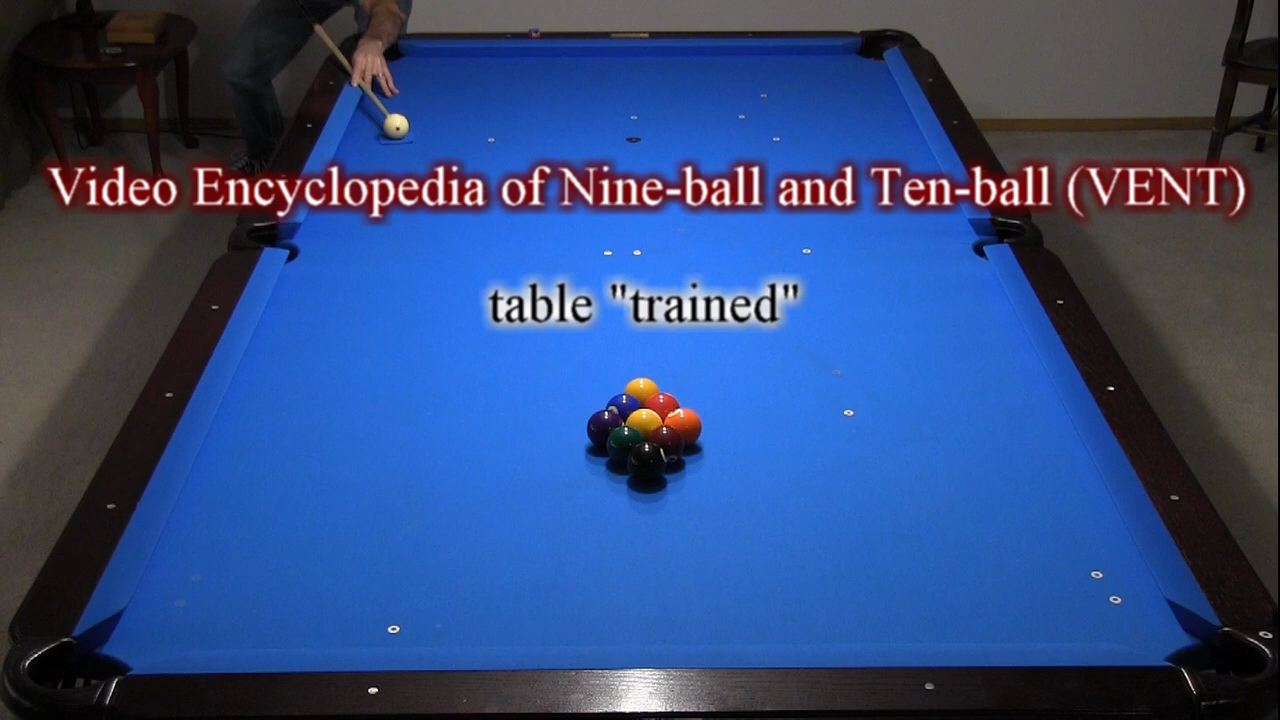 Video Encyclopedia of Nine-ball and Ten-ball (VENT)
table "trained"